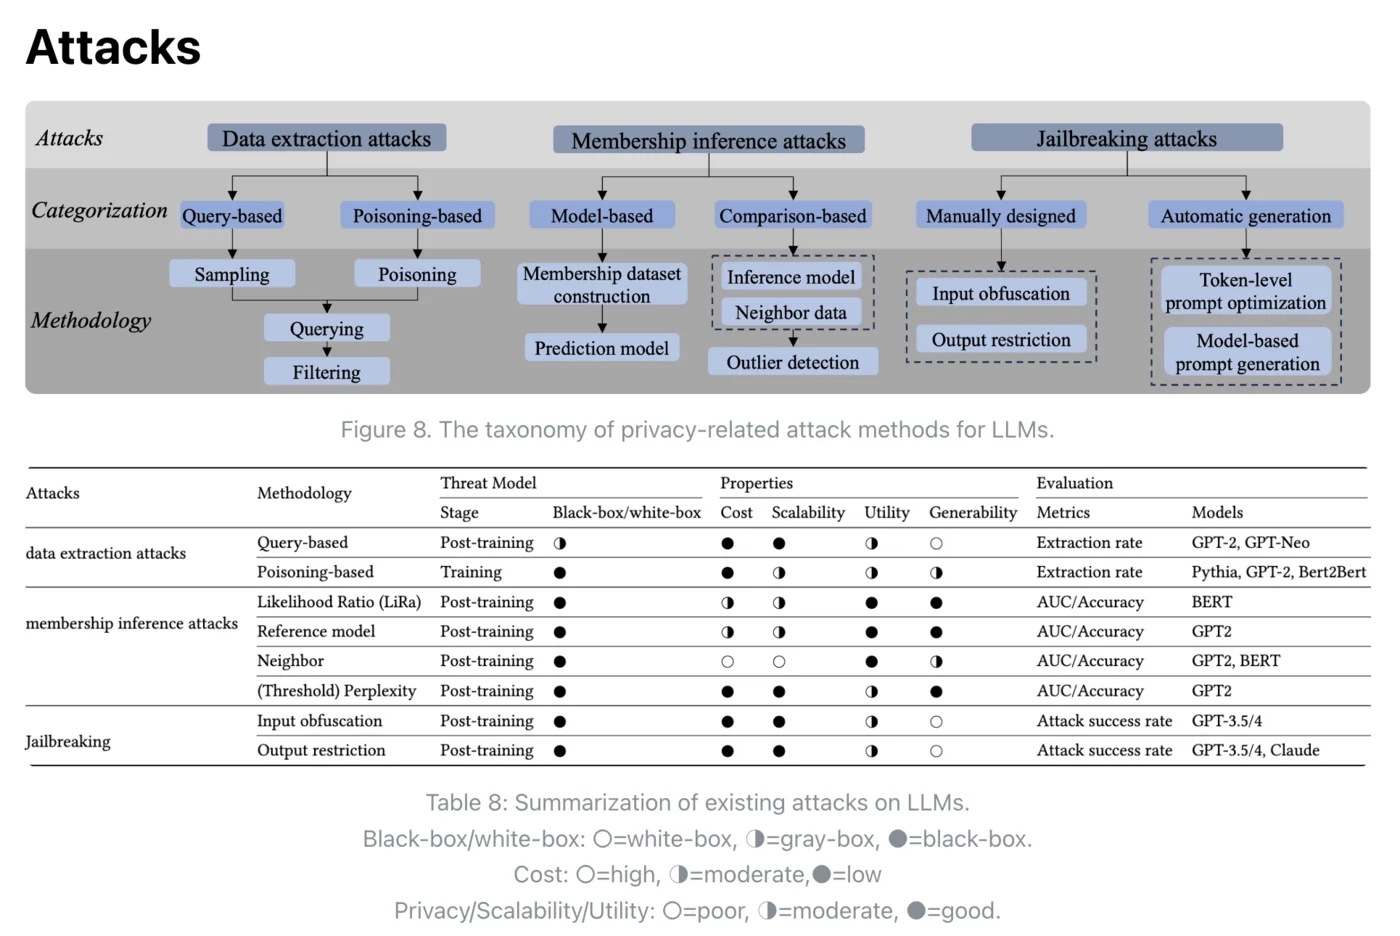 Attacks
Attacks
Data extraction attacks
Membership inference attacks
Jailbreaking attacks
Categorization
Query-based
Poisoning-based
Model-based
Comparison-based
Manually designed
Automatic generation
Methodology
Sampling
Poisoning
Querying
Filtering
Membership dataset
construction
Prediction model
Inference model
Neighbor data
Outlier detection
Input obfuscation
Output restriction
Token-level
prompt optimization
Model-based
prompt generation
Figure 8. The taxonomy of privacy-related attack methods for LLMs.
Attacks Methodology Threat Model Properties Evaluation
Stage Black-box/white-box Cost Scalability Utility Generability Metrics Models
data extraction attacks
Query-based Post-training ◑ ● ● ◑ ○ Extraction rate GPT-2, GPT-Neo
Poisoning-based Training ● ● ◑ ◑ ◑ Extraction rate Pythia, GPT-2, Bert2Bert
membership inference attacks
Likelihood Ratio (LiRa) Post-training ● ◑ ◑ ● ● AUC/Accuracy BERT
Reference model Post-training ● ◑ ◑ ● ● AUC/Accuracy GPT2
Neighbor Post-training ● ○ ○ ● ◑ AUC/Accuracy GPT2, BERT
(Threshold) Perplexity Post-training ● ● ● ◑ ● AUC/Accuracy GPT2
Jailbreaking
Input obfuscation Post-training ● ● ● ◑ ○ Attack success rate GPT-3.5/4
Output restriction Post-training ● ● ● ◑ ○ Attack success rate GPT-3.5/4, Claude
Table 8: Summarization of existing attacks on LLMs.
Black-box/white-box: ○=white-box, ◑=gray-box, ●=black-box.
Cost: ○=high, ◑=moderate,●=low
Privacy/Scalability/Utility: ○=poor, ◑=moderate, ●=good.